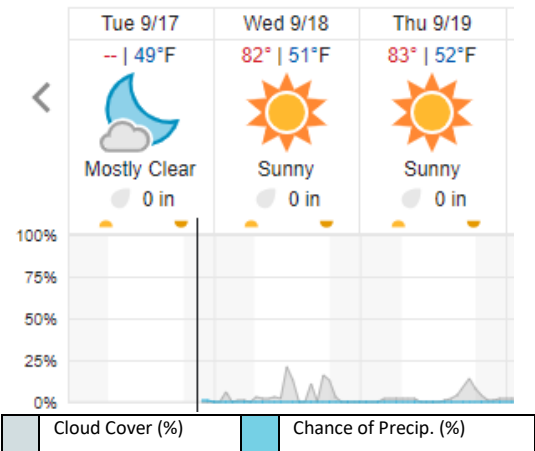 Tue 9/17 Wed 9/18 Thu 9/19
-- | 49°F 82° | 51°F 83° | 52°F
Mostly Clear Sunny Sunny
0 in 0 in 0 in
100%
75%
50%
25%
0%
Cloud Cover (%) Chance of Precip. (%)